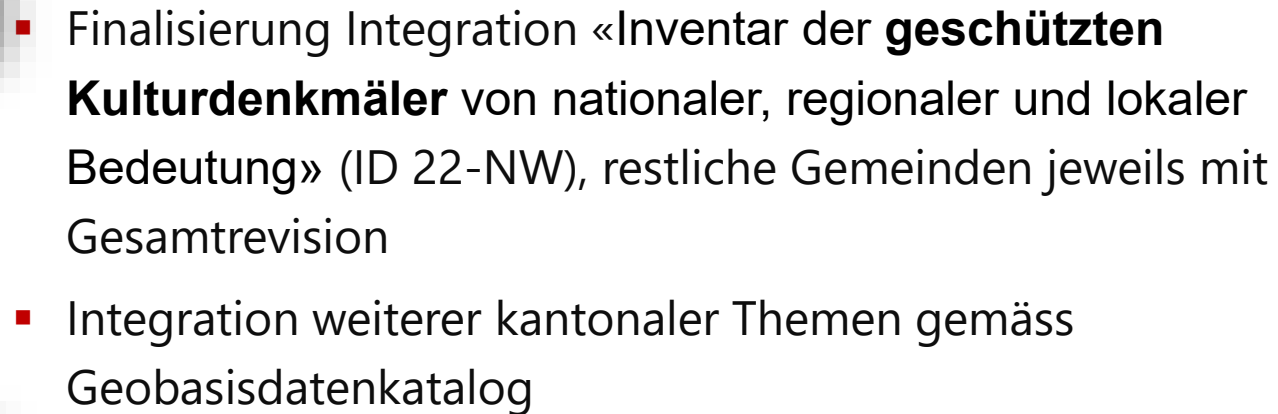 ▪ Finalisierung Integration «Inventar der geschützten
Kulturdenkmäler von nationaler, regionaler und lokaler
Bedeutung» (ID 22-NW), restliche Gemeinden jeweils mit
Gesamtrevision
▪ Integration weiterer kantonaler Themen gemäss
Geobasisdatenkatalog